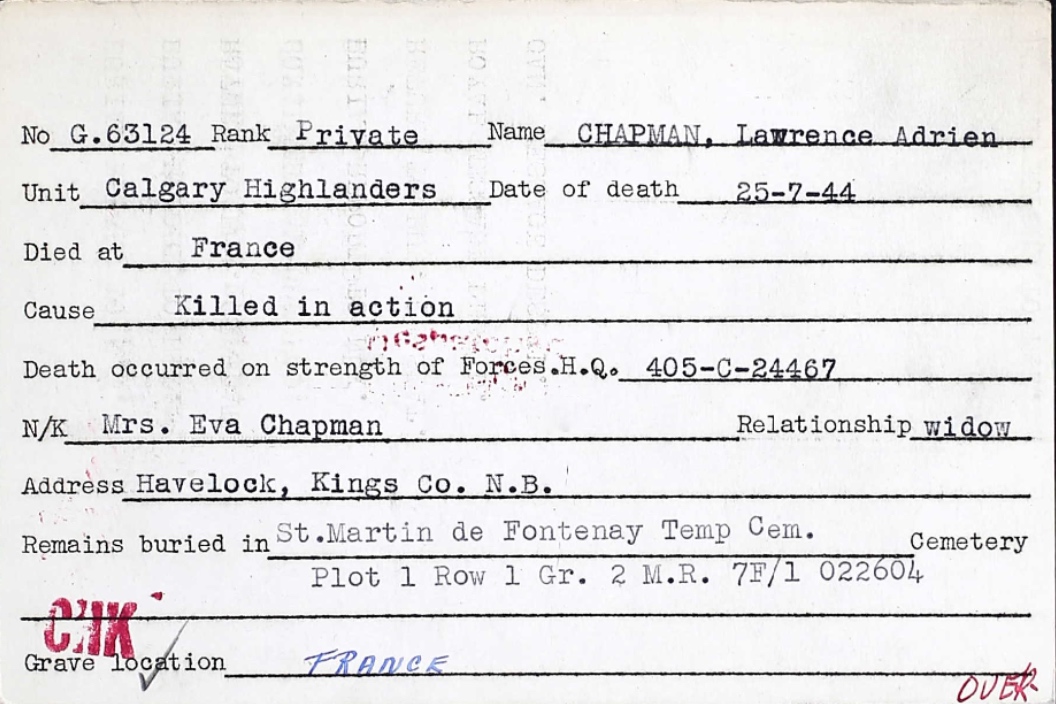 No G.63124 Rank Private Name CHAPMAN, Lawrence Adrien
Unit Calgary Highlanders Date of death 25-7-44
Died at France
Cause Killed in action
Death occurred on strength of Forces.H.Q. 405-C-24467
N/K Mrs. Eva Chapman Relationship widow
Address Havelock, Kings Co. N.B.
Remains buried in St.Martin de Fontenay Temp Cem. Cemetery
Plot 1 Row 1 Gr. 2 M.R. 7F/1 022604
CHK
Grave location FRANCE
OVER